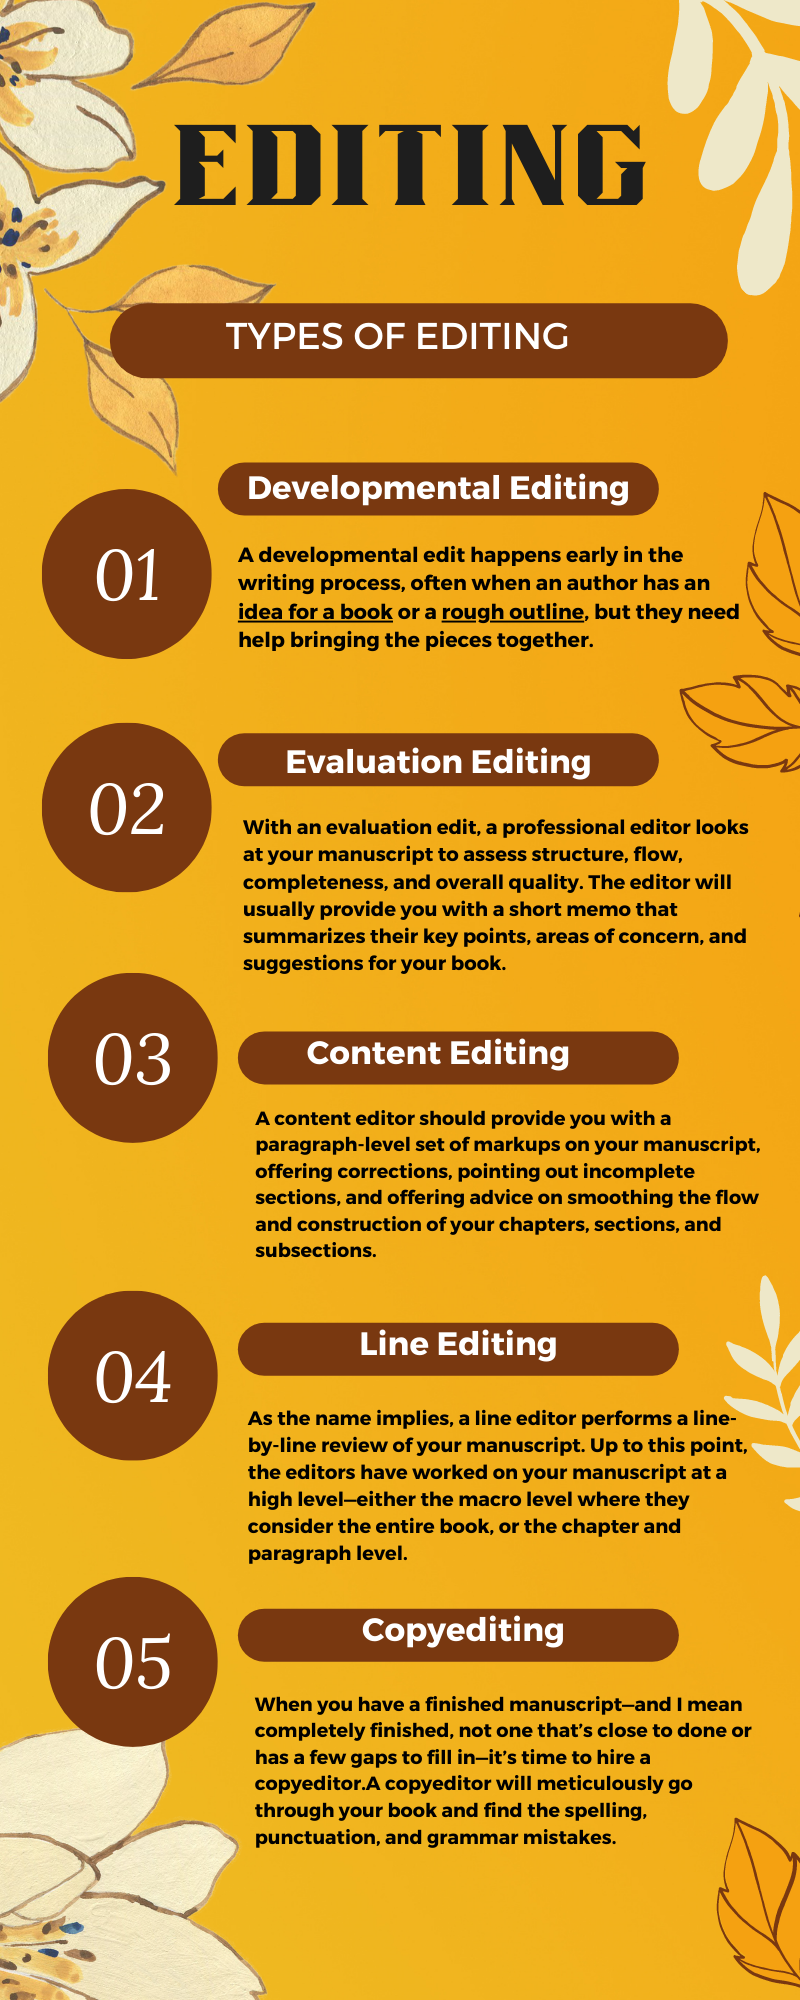 EDITING
TYPES OF EDITING
Developmental Editing
01
A developmental edit happens early in the
writing process, often when an author has an
idea for a book or a rough outline, but they need
help bringing the pieces together.
Evaluation Editing
02
With an evaluation edit, a professional editor looks
at your manuscript to assess structure, flow,
completeness, and overall quality. The editor will
usually provide you with a short memo that
summarizes their key points, areas of concern, and
suggestions for your book.
03
Content Editing
A content editor should provide you with a
paragraph-level set of markups on your manuscript,
offering corrections, pointing out incomplete
sections, and offering advice on smoothing the flow
and construction of your chapters, sections, and
subsections.
04
Line Editing
As the name implies, a line editor performs a line-
by-line review of your manuscript. Up to this point,
the editors have worked on your manuscript at a
high level—either the macro level where they
consider the entire book, or the chapter and
paragraph level.
05
Copyediting
When you have a finished manuscript—and I mean
completely finished, not one that's close to done or
has a few gaps to fill in—it's time to hire a
copyeditor.A copyeditor will meticulously go
through your book and find the spelling,
punctuation, and grammar mistakes.